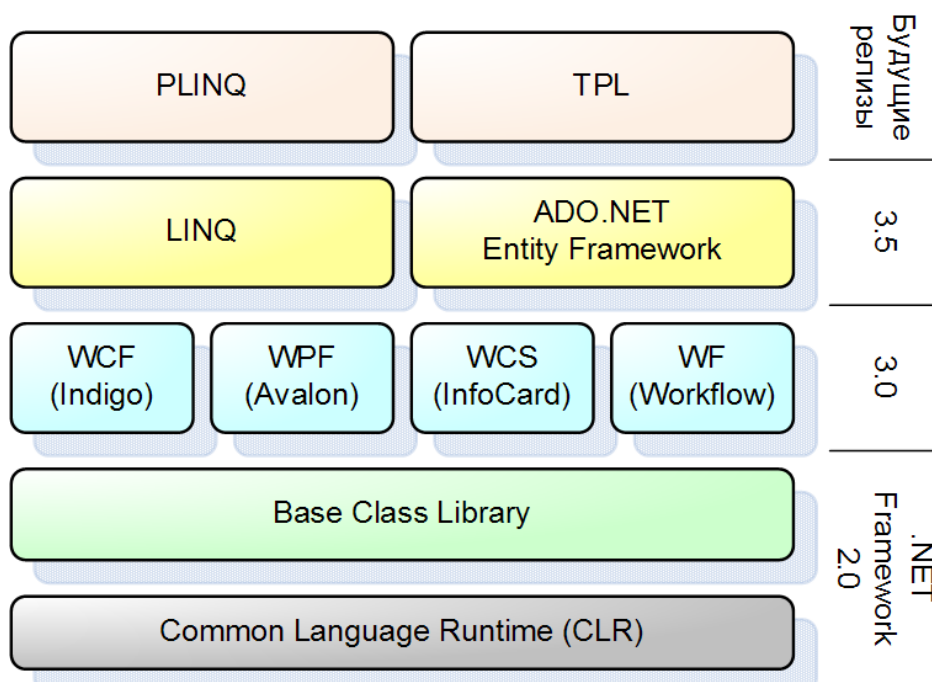 PLINQ
TPL
Будущие
релизы
LINQ
ADO.NET
Entity Framework
3.5
WCF
(Indigo)
WPF
(Avalon)
WCS
(InfoCard)
WF
(Workflow)
3.0
Base Class Library
.NET
Framework
2.0
Common Language Runtime (CLR)